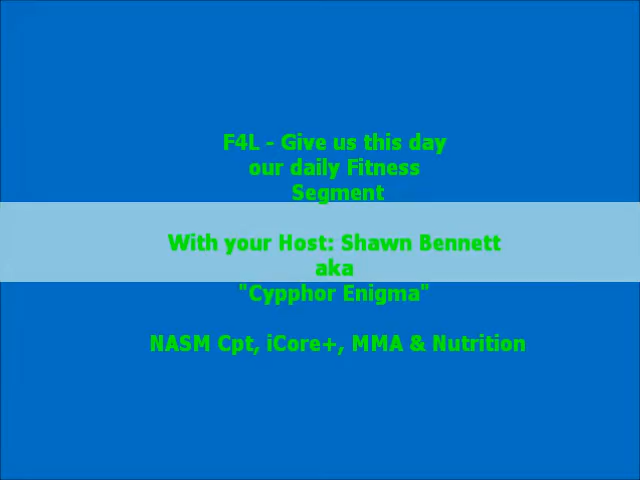 F4L - Give us this day
our daily Fitness
Segment
With your Host: Shawn Bennett
aka
"Cypphor Enigma"
NASM Cpt, iCore+, MMA & Nutrition